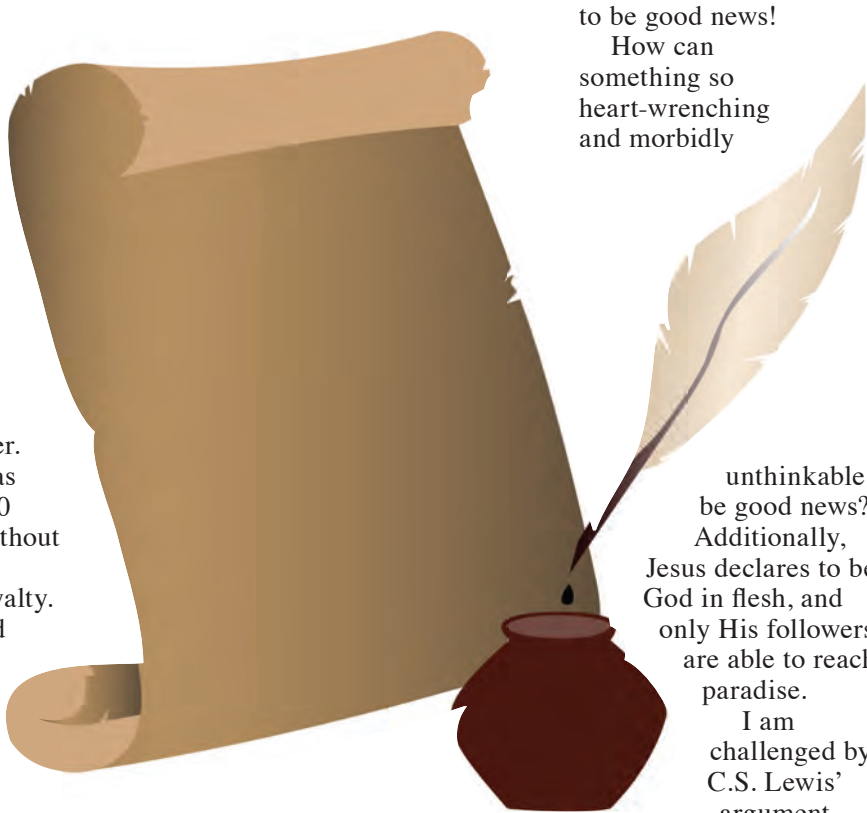 er.
as
0
thout
alty.
d
to be good news!
How can
something so
heart-wrenching
and morbidly
unthinkable
be good news?
Additionally,
Jesus declares to be
God in flesh, and
only His followers
are able to reach
paradise.
I am
challenged by
C.S. Lewis’
argument